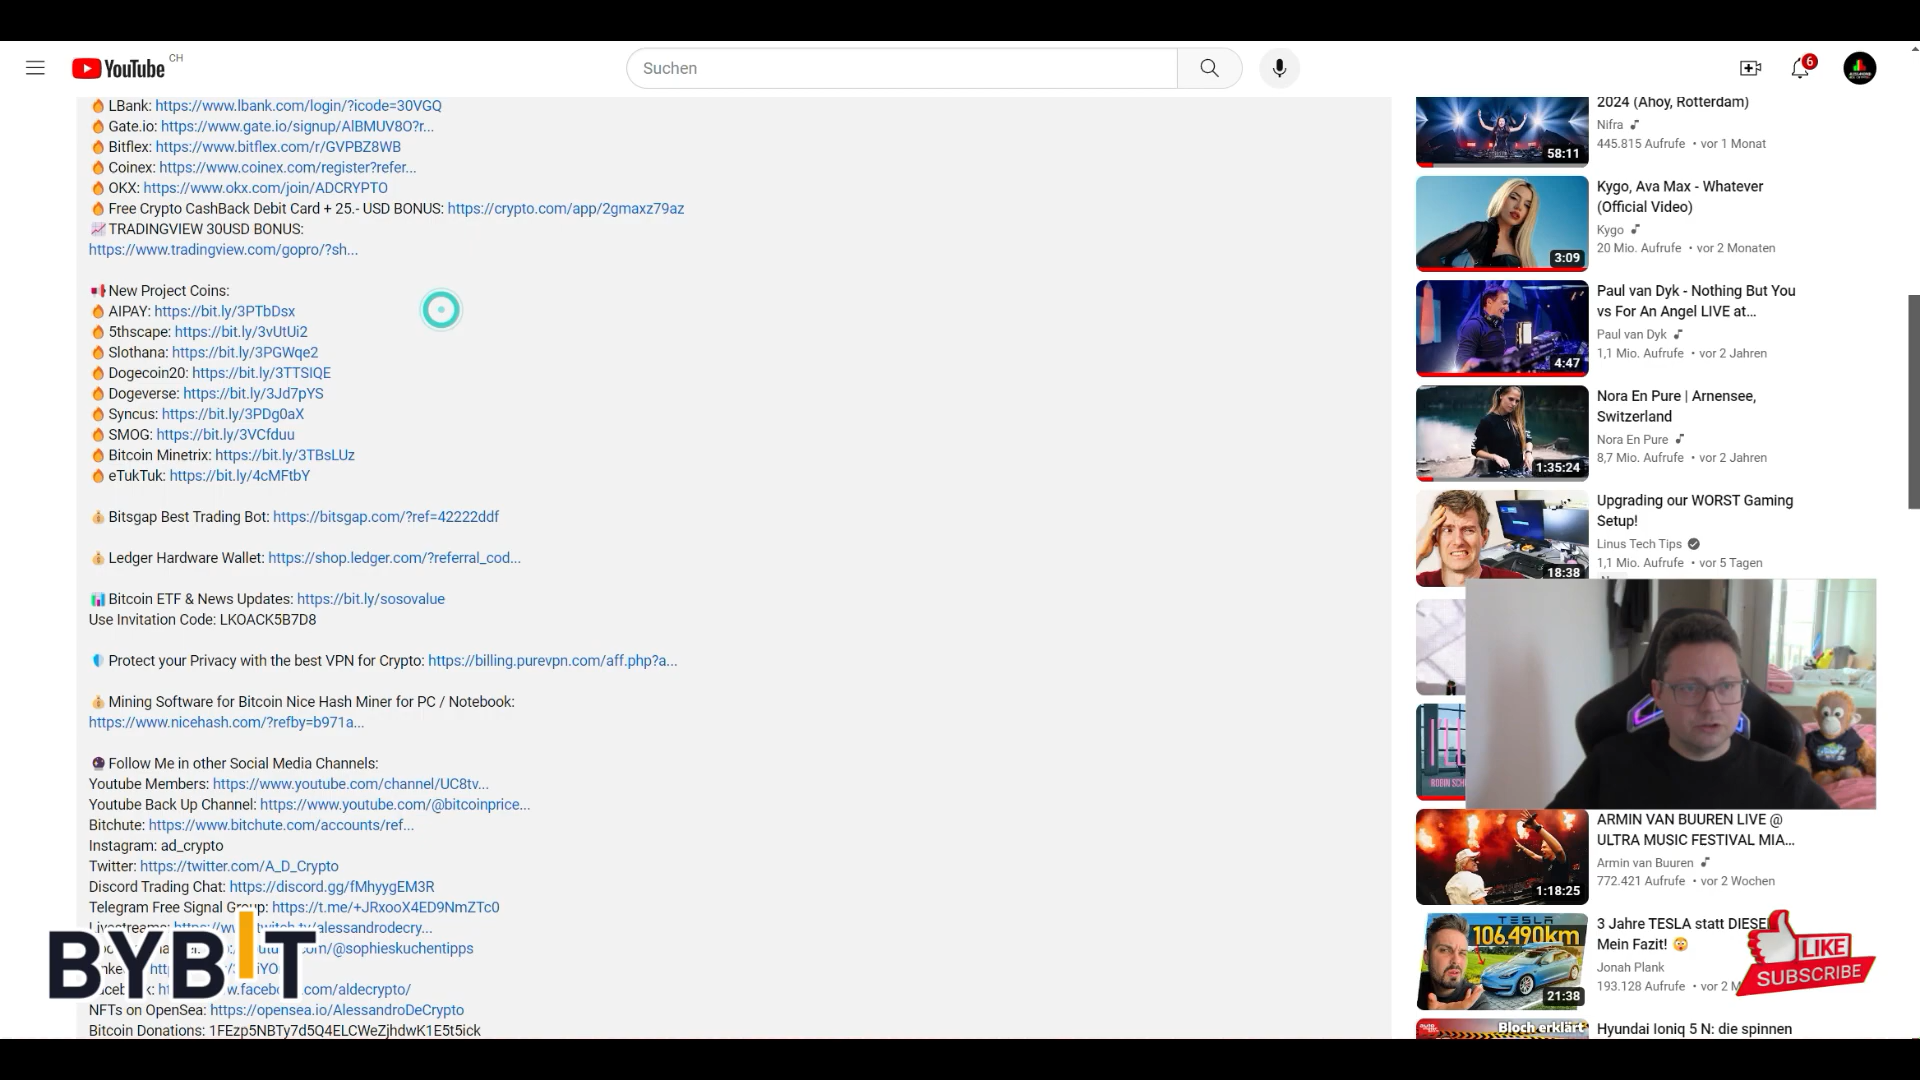 YouTube CH
Suchen
6
🔥 LBank: https://www.lbank.com/login/?icode=30VGQ
🔥 Gate.io: https://www.gate.io/signup/AlBMUV8O?r...
🔥 Bitflex: https://www.bitflex.com/r/GVPBZ8WB
🔥 Coinex: https://www.coinex.com/register?refer...
🔥 OKX: https://www.okx.com/join/ADCRYPTO
🔥 Free Crypto CashBack Debit Card + 25.- USD BONUS: https://crypto.com/app/2gmaxz79az
📈 TRADINGVIEW 30USD BONUS:
https://www.tradingview.com/gopro/?sh...
📢 New Project Coins:
🔥 AIPAY: https://bit.ly/3PTbDsx
🔥 5thscape: https://bit.ly/3vUtUi2
🔥 Slothana: https://bit.ly/3PGWqe2
🔥 Dogecoin20: https://bit.ly/3TTSIQE
🔥 Dogeverse: https://bit.ly/3Jd7pYS
🔥 Syncus: https://bit.ly/3PDg0aX
🔥 SMOG: https://bit.ly/3VCfduu
🔥 Bitcoin Minetrix: https://bit.ly/3TBsLUz
🔥 eTukTuk: https://bit.ly/4cMFtbY
💰 Bitsgap Best Trading Bot: https://bitsgap.com/?ref=42222ddf
💰 Ledger Hardware Wallet: https://shop.ledger.com/?referral_cod...
📊 Bitcoin ETF & News Updates: https://bit.ly/sosovalue
Use Invitation Code: LKOACK5B7D8
🛡 Protect your Privacy with the best VPN for Crypto: https://billing.purevpn.com/aff.php?a...
💰 Mining Software for Bitcoin Nice Hash Miner for PC / Notebook:
https://www.nicehash.com/?refby=b971a...
🔮 Follow Me in other Social Media Channels:
Youtube Members: https://www.youtube.com/channel/UC8tv...
Youtube Back Up Channel: https://www.youtube.com/@bitcoinprice...
Bitchute: https://www.bitchute.com/accounts/ref...
Instagram: ad_crypto
Twitter: https://twitter.com/A_D_Crypto
Discord Trading Chat: https://discord.gg/fMhyygEM3R
Telegram Free Signal Group: https://t.me/+JRxooX4ED9NmZTc0
Livestreams: twitch.tv/alessandrodecry...
/@sophieskuchentipps
/aldecrypto/
NFTs on OpenSea: https://opensea.io/AlessandroDeCrypto
Bitcoin Donations: 1FEzp5NBTy7d5Q4ELCWeZjhdwK1E5t5ick
BYBIT
2024 (Ahoy, Rotterdam)
Nifra
445.815 Aufrufe • vor 1 Monat
58:11
Kygo, Ava Max - Whatever
(Official Video)
Kygo
20 Mio. Aufrufe • vor 2 Monaten
3:09
Paul van Dyk - Nothing But You
vs For An Angel LIVE at...
Paul van Dyk
1,1 Mio. Aufrufe • vor 2 Jahren
4:47
Nora En Pure | Arnensee,
Switzerland
Nora En Pure
8,7 Mio. Aufrufe • vor 2 Jahren
1:35:24
Upgrading our WORST Gaming
Setup!
Linus Tech Tips
1,1 Mio. Aufrufe • vor 5 Tagen
18:38
ARMIN VAN BUUREN LIVE @
ULTRA MUSIC FESTIVAL MIA...
Armin van Buuren
772.421 Aufrufe • vor 2 Wochen
1:18:25
TESLA
106.490km
3 Jahre TESLA statt DIESE
Mein Fazit! 😲
Jonah Plank
193.128 Aufrufe • vor 2 M
21:38
LIKE
SUBSCRIBE
Bloch erklärt
Hyundai Ioniq 5 N: die spinnen